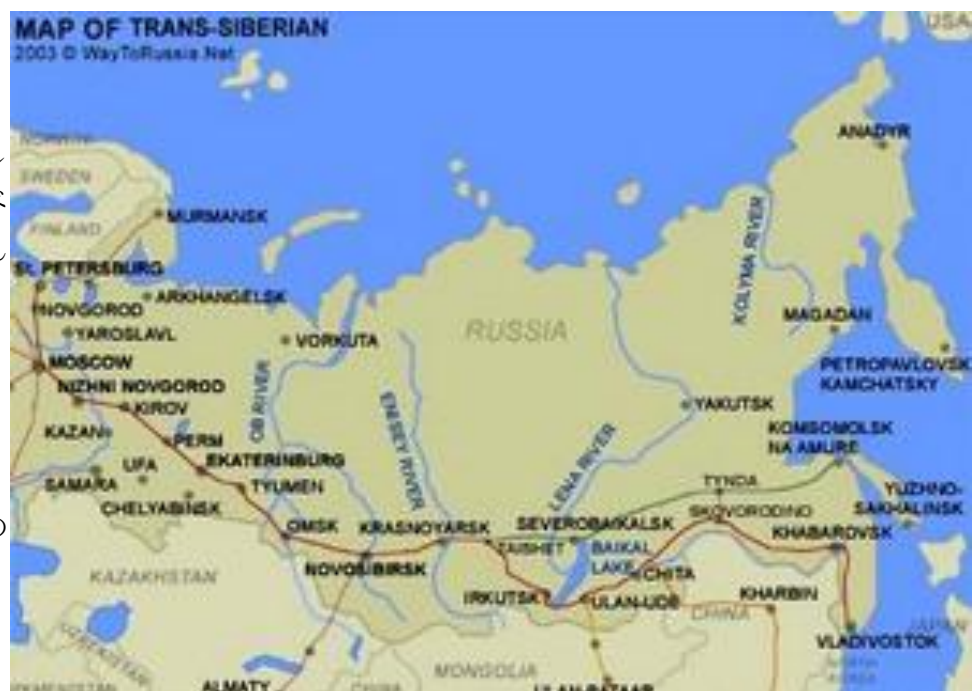 MAP OF TRANS-SIBERIAN
2003 © WayToRussia.Net
USA
ANADYR
NORWAY
SWEDEN
FINLAND
MURMANSK
KOLYMA RIVER
St. PETERSBURG
ARKHANGELSK
NOVGOROD
YAROSLAVL
VORKUTA
RUSSIA
MAGADAN
MOSCOW
PETROPAVLOVSK
KAMCHATSKY
NIZHNI NOVGOROD
KIROV
OB RIVER
ENISEY RIVER
YAKUTSK
KAZAN
PERM
KOMSOMOLSK
NA AMURE
UFA
EKATERINBURG
LENA RIVER
SAMARA
TYUMEN
TYNDA
YUZHNO-
SAKHALINSK
CHELYABINSK
SKOVORODINO
OMSK
KRASNOYARSK
SEVEROBAIKALSK
KHABAROVSK
TAISHET
BAIKAL
LAKE
NOVOSIBIRSK
CHITA
KAZAKHSTAN
IRKUTSK
ULAN-UDE
CHINA
KHARBIN
JAPAN
VLADIVOSTOK
UZBEKISTAN
MONGOLIA
ALMATY
CHINA